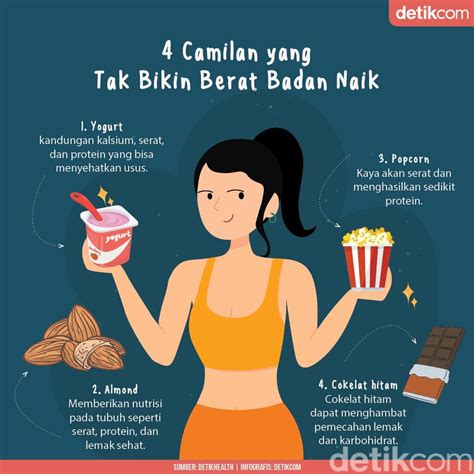 detikcom
4 Camilan yang
Tak Bikin Berat Badan Naik
1. Yogurt
kandungan kalsium, serat,
dan protein yang bisa
menyehatkan usus.
3. Popcorn
Kaya akan serat dan
menghasilkan sedikit
protein.
yogurt
2. Almond
Memberikan nutrisi
pada tubuh seperti
serat, protein, dan
lemak sehat.
4. Cokelat hitam
Cokelat hitam
dapat menghambat
pemecahan lemak
dan karbohidrat.
detikcom
SUMBER: DETIKHEALTH | INFOGRAFIS: DETIKCOM